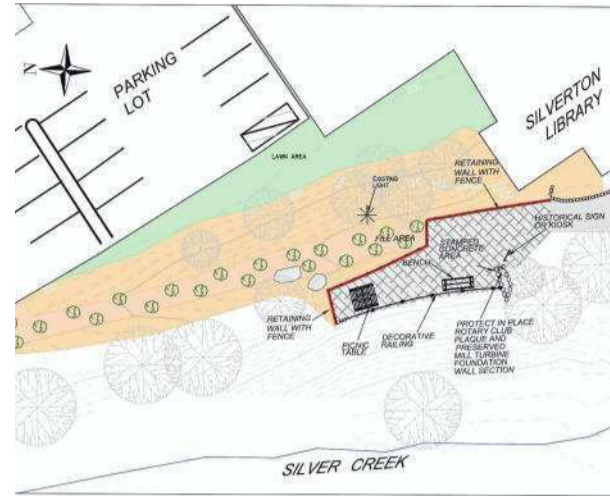 N
PARKING
LOT
SILVERTON
LIBRARY
LAWN AREA
EXISTING
LIGHT
RETAINING
WALL WITH
FENCE
HISTORICAL SIGN
OR KIOSK
FILL AREA
STAMPED
CONCRETE
AREA
BENCH
RETAINING
WALL WITH
FENCE
PICNIC
TABLE
DECORATIVE
RAILING
PROTECT IN PLACE
ROTARY CLUB
PLAQUE AND
PRESERVED
MILL TURBINE
FOUNDATION
WALL SECTION
SILVER CREEK